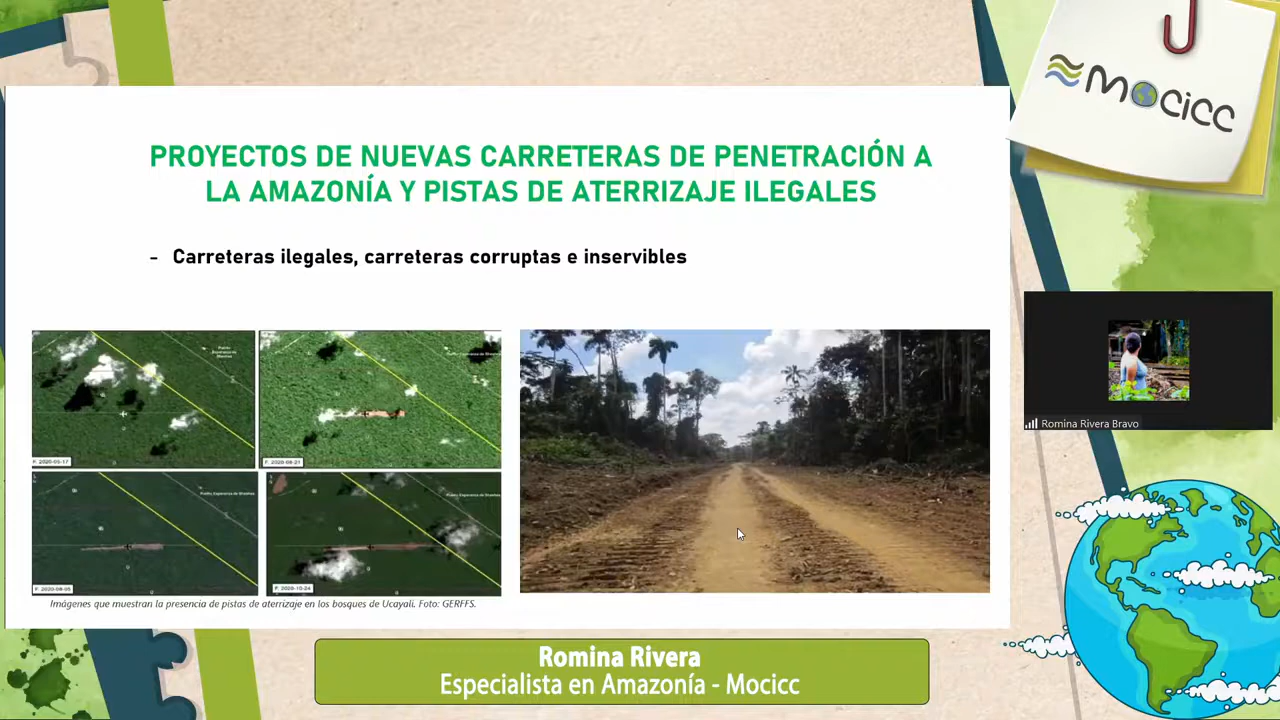 mocicc
PROYECTOS DE NUEVAS CARRETERAS DE PENETRACIÓN A
LA AMAZONÍA Y PISTAS DE ATERRIZAJE ILEGALES
- Carreteras ilegales, carreteras corruptas e inservibles
Romina Rivera Bravo
Imágenes que muestran la presencia de pistas de aterrizaje en los bosques de Ucayali. Foto: GERFFS.
Romina Rivera
Especialista en Amazonía - Mocicc